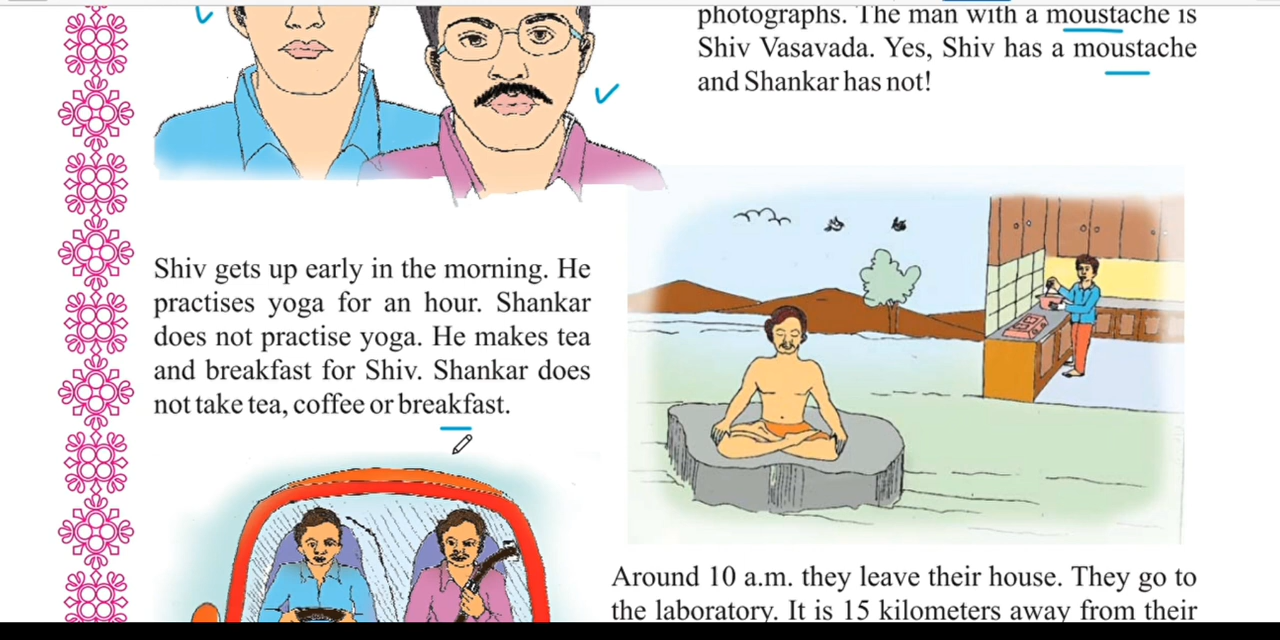 photographs. The man with a moustache is
Shiv Vasavada. Yes, Shiv has a moustache
and Shankar has not!
Shiv gets up early in the morning. He
practises yoga for an hour. Shankar
does not practise yoga. He makes tea
and breakfast for Shiv. Shankar does
not take tea, coffee or breakfast.
Around 10 a.m. they leave their house. They go to
the laboratory. It is 15 kilometers away from their